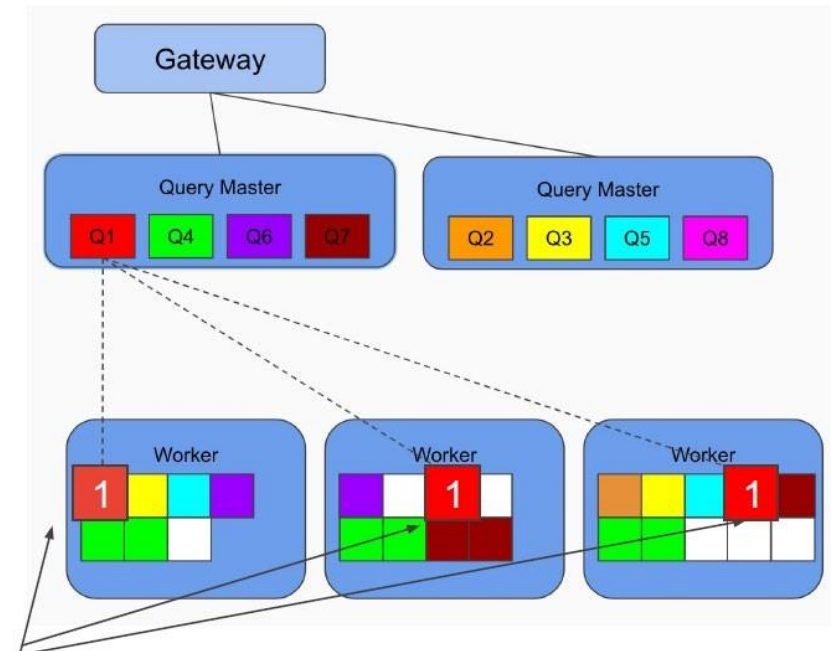 Gateway
Query Master
Query Master
Q1 Q4 Q6 Q7
Q2 Q3 Q5 Q8
Worker
Worker
Worker
1
1
1